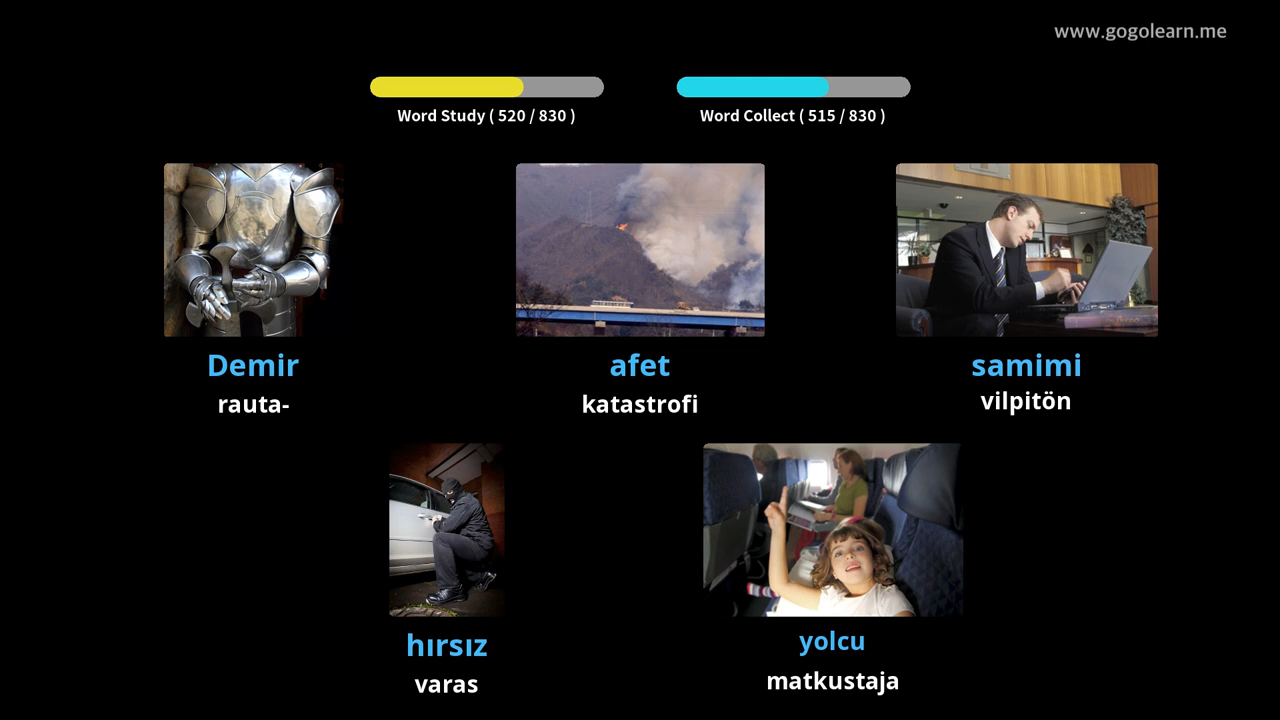 www.gogolearn.me
Word Study ( 520 / 830 )
Word Collect ( 515 / 830 )
Demir
rauta-
afet
katastrofi
samimi
vilpitön
hırsız
varas
yolcu
matkustaja